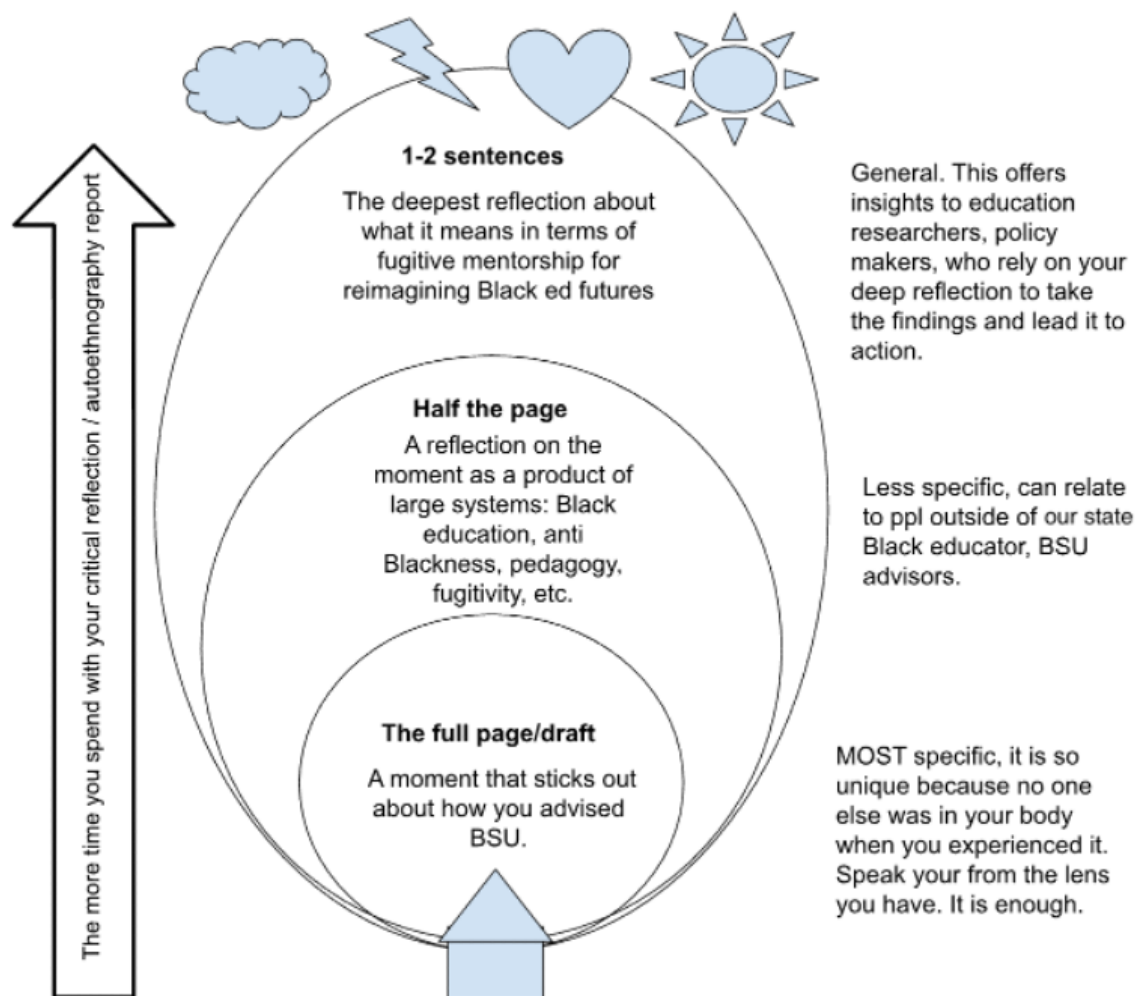 The more time you spend with your critical reflection / autoethnography report
1-2 sentences
The deepest reflection about
what it means in terms of
fugitive mentorship for
reimagining Black ed futures
General. This offers
insights to education
researchers, policy
makers, who rely on your
deep reflection to take
the findings and lead it to
action.
Half the page
A reflection on the
moment as a product of
large systems: Black
education, anti
Blackness, pedagogy,
fugitivity, etc.
Less specific, can relate
to ppl outside of our state
Black educator, BSU
advisors.
The full page/draft
A moment that sticks out
about how you advised
BSU.
MOST specific, it is so
unique because no one
else was in your body
when you experienced it.
Speak your from the lens
you have. It is enough.